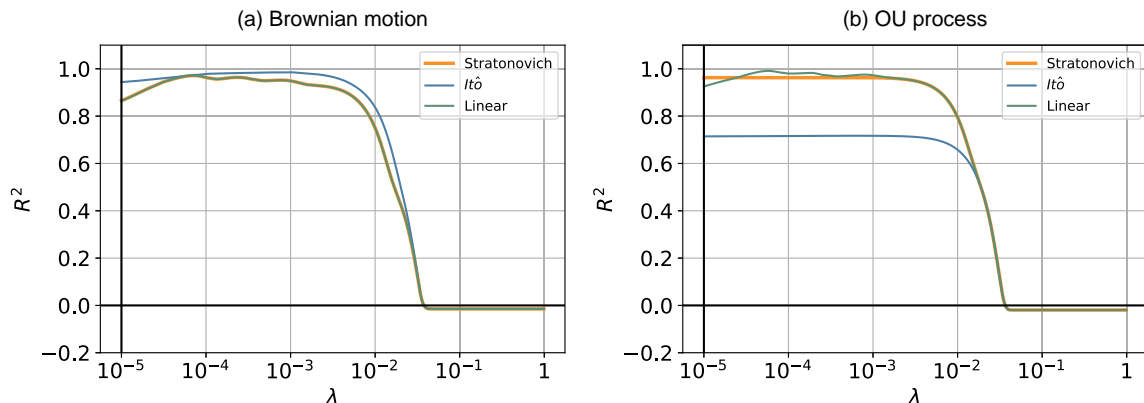 (a) Brownian motion
R²
1.0
0.8
0.6
0.4
0.2
0.0
−0.2
10⁻⁵
10⁻⁴
10⁻³
10⁻²
10⁻¹
1
λ
Stratonovich
Itô
Linear
(b) OU process
R²
1.0
0.8
0.6
0.4
0.2
0.0
−0.2
10⁻⁵
10⁻⁴
10⁻³
10⁻²
10⁻¹
1
λ
Stratonovich
Itô
Linear